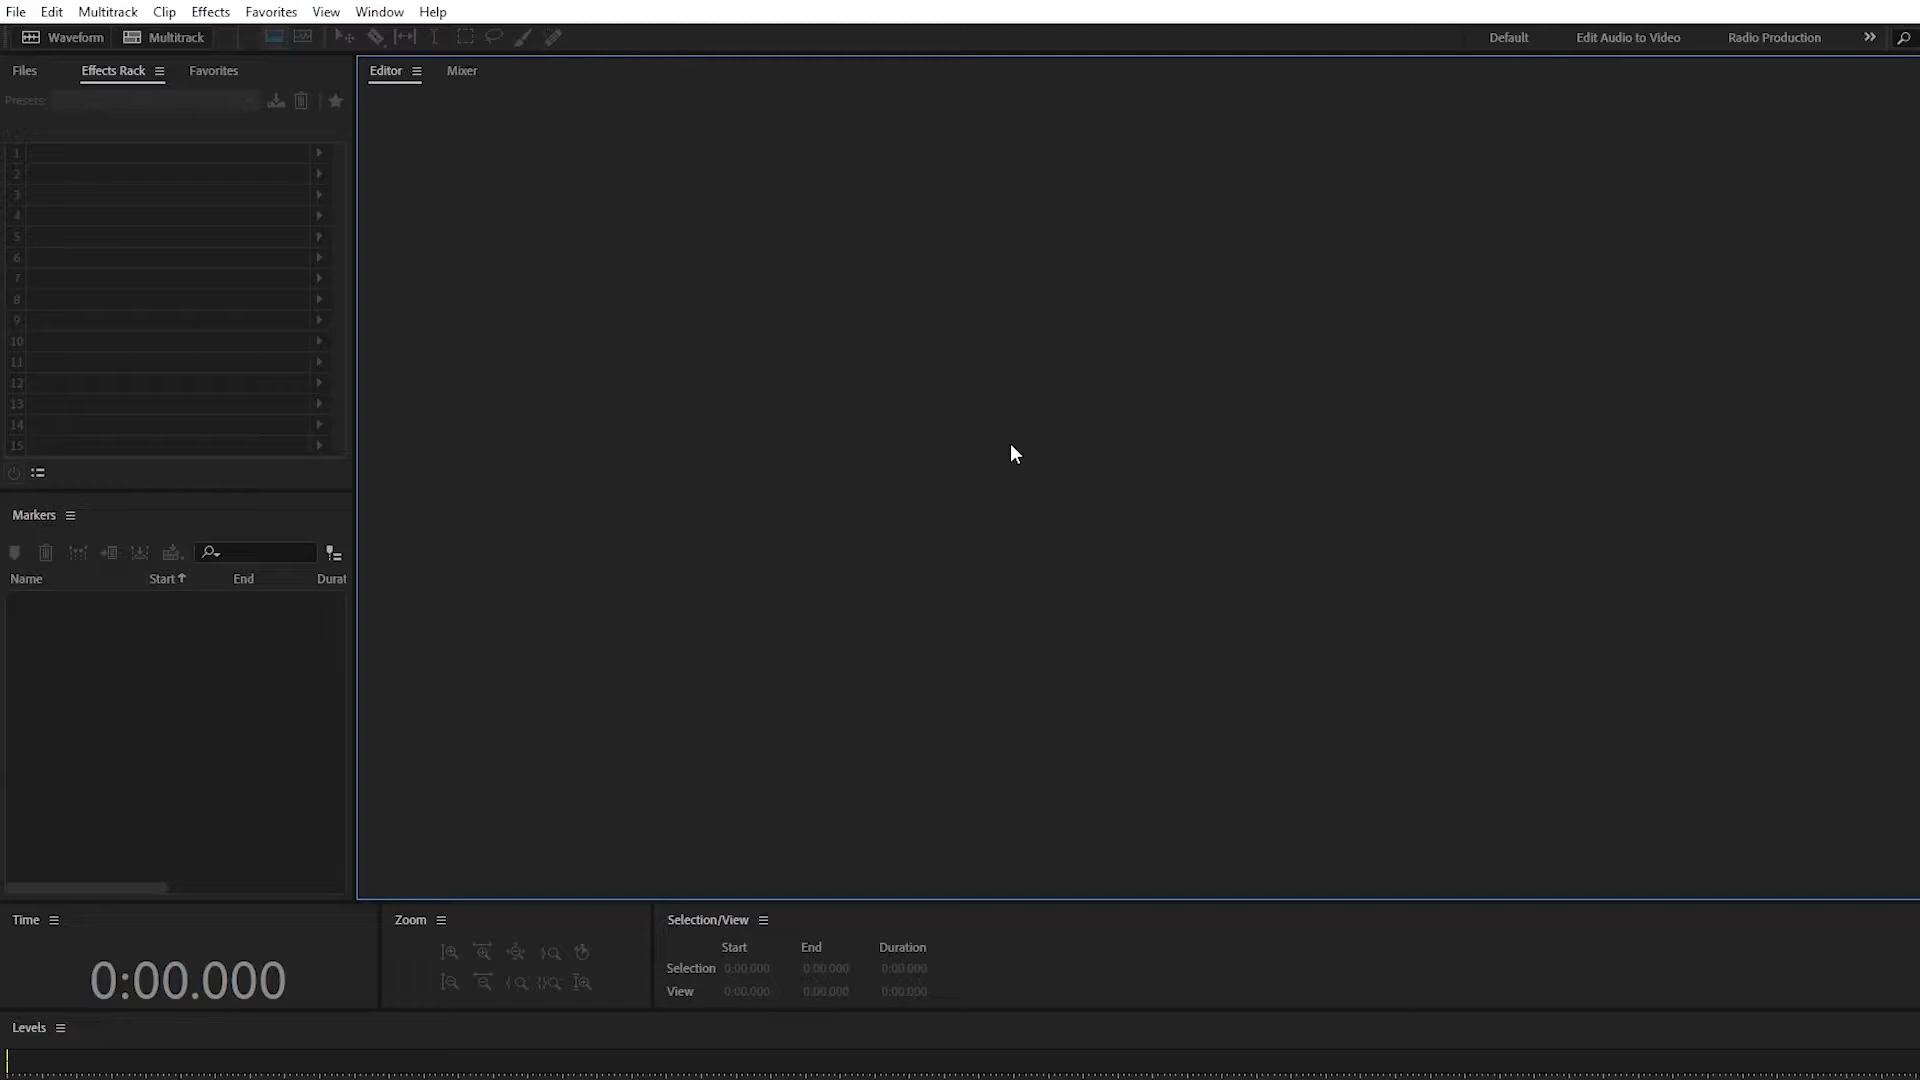 File Edit Multitrack Clip Effects Favorites View Window Help
Waveform Multitrack Default Edit Audio to Video Radio Production
Files Effects Rack Favorites Editor Mixer
Presets:
1
2
3
4
5
6
7
8
9
10
11
12
13
14
15
Markers
Name Start End Durat
Time Zoom Selection/View
Start End Duration
Selection 0:00.000 0:00.000 0:00.000
View 0:00.000 0:00.000 0:00.000
0:00.000
Levels